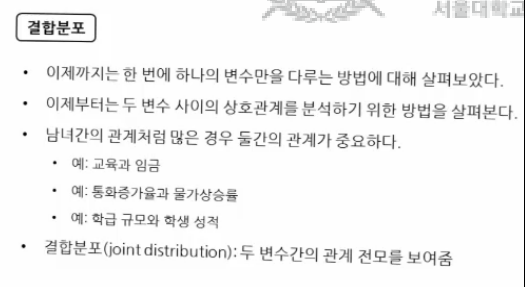 서울대학교
결합분포
• 이제까지는 한 번에 하나의 변수만을 다루는 방법에 대해 살펴보았다.
• 이제부터는 두 변수 사이의 상호관계를 분석하기 위한 방법을 살펴본다.
• 남녀간의 관계처럼 많은 경우 둘간의 관계가 중요하다.
• 예: 교육과 임금
• 예: 통화증가율과 물가상승률
• 예: 학급 규모와 학생 성적
• 결합분포(joint distribution): 두 변수간의 관계 전모를 보여줌